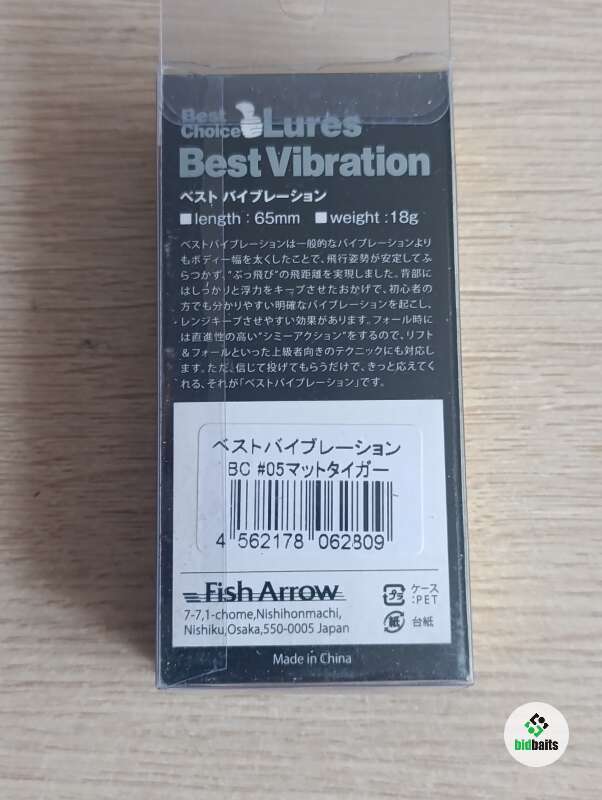 Best
Choice Lures
Best Vibration
ベスト バイブレーション
length : 65mm weight : 18g
ベストバイブレーションは一般的なバイブレーションより
もボディー幅を太くしたことで、飛行姿勢が安定してふ
らつかず、"ぶっ飛び"の飛距離を実現しました。背部に
はしっかりと浮力をキープさせたおかげで、初心者の
方でも分かりやすい明確なバイブレーションを起こし、
レンジキープさせやすい効果があります。フォール時に
は直進性の高い"シミーアクション"をするので、リフト
&フォールといった上級者向きのテクニックにも対応し
ます。ただ、信じて投げてもらうだけで、きっと応えてく
れる、それが「ベストバイブレーション」です。
ベストバイブレーション
BC #05マットタイガー
4 562178 062809
Fish Arrow
7-7,1-chome,Nishihonmachi,
Nishiku,Osaka,550-0005 Japan
プラ ケース
:PET
紙 台紙
Made in China
bidbaits